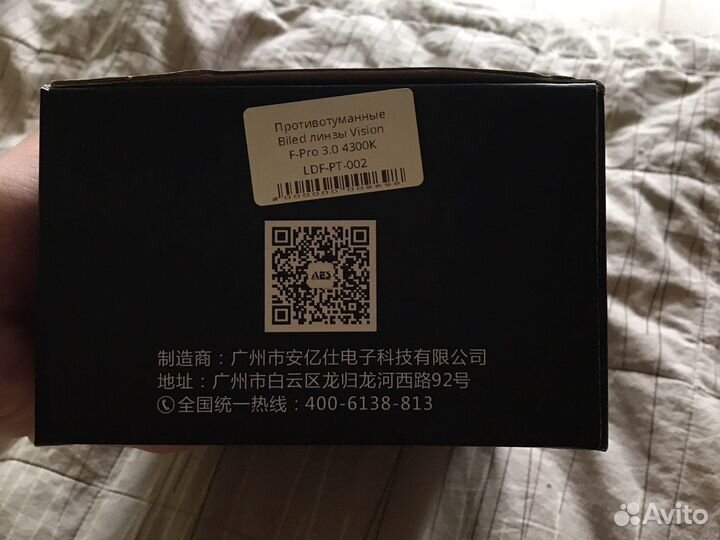 Противотуманные
Biled линзы Vision
F-Pro 3.0 4300K
LDF-PT-002
AES
制造商：广州市安亿仕电子科技有限公司
地址：广州市白云区龙归龙河西路92号
全国统一热线：400-6138-813
Avito